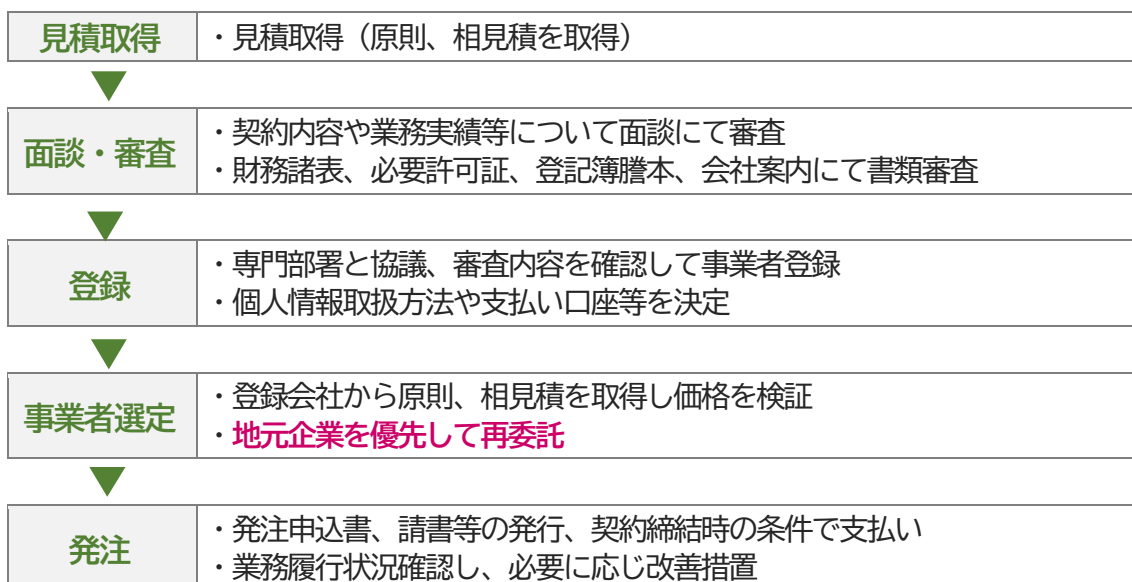 見積取得
・見積取得（原則、相見積を取得）
面談・審査
・契約内容や業務実績等について面談にて審査
・財務諸表、必要許可証、登記簿謄本、会社案内にて書類審査
登録
・専門部署と協議、審査内容を確認して事業者登録
・個人情報取扱方法や支払い口座等を決定
事業者選定
・登録会社から原則、相見積を取得し価格を検証
・地元企業を優先して再委託
発注
・発注申込書、請書等の発行、契約締結時の条件で支払い
・業務履行状況確認し、必要に応じ改善措置